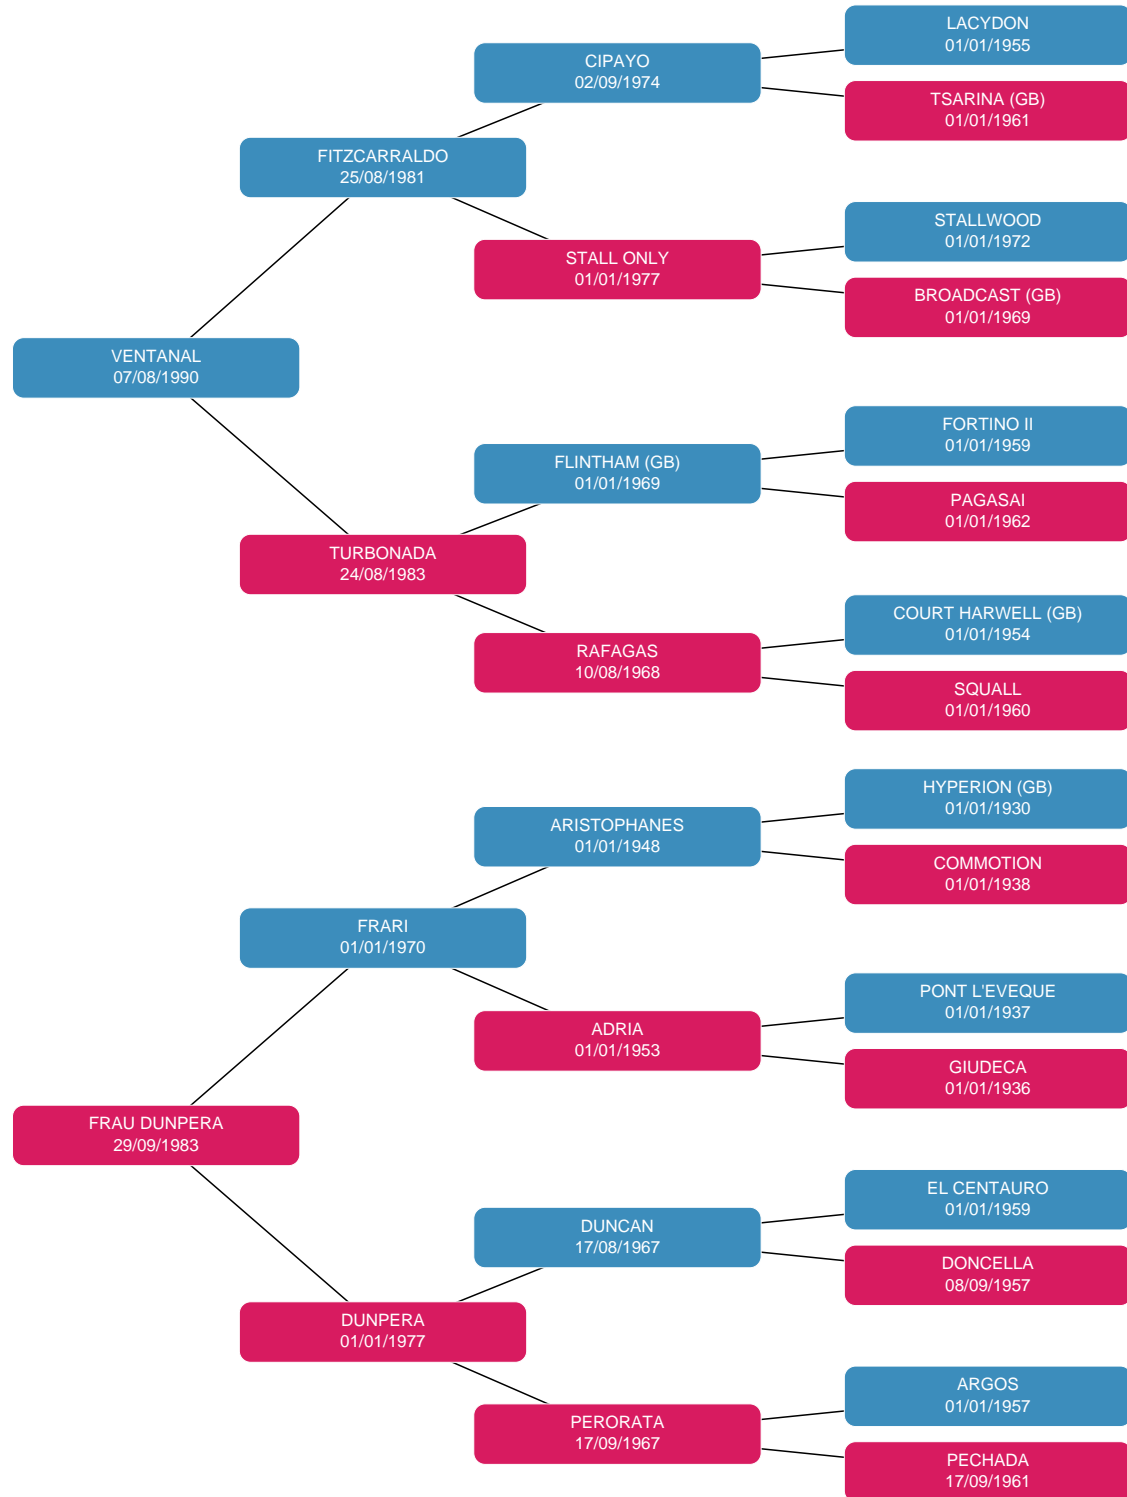 LACYDON
01/01/1955
CIPAYO
02/09/1974
TSARINA (GB)
01/01/1961
FITZCARRALDO
25/08/1981
STALLWOOD
01/01/1972
STALL ONLY
01/01/1977
BROADCAST (GB)
01/01/1969
VENTANAL
07/08/1990
FORTINO II
01/01/1959
FLINTHAM (GB)
01/01/1969
PAGASAI
01/01/1962
TURBONADA
24/08/1983
COURT HARWELL (GB)
01/01/1954
RAFAGAS
10/08/1968
SQUALL
01/01/1960
HYPERION (GB)
01/01/1930
ARISTOPHANES
01/01/1948
COMMOTION
01/01/1938
FRARI
01/01/1970
PONT L'EVEQUE
01/01/1937
ADRIA
01/01/1953
GIUDECA
01/01/1936
FRAU DUNPERA
29/09/1983
EL CENTAURO
01/01/1959
DUNCAN
17/08/1967
DONCELLA
08/09/1957
DUNPERA
01/01/1977
ARGOS
01/01/1957
PERORATA
17/09/1967
PECHADA
17/09/1961